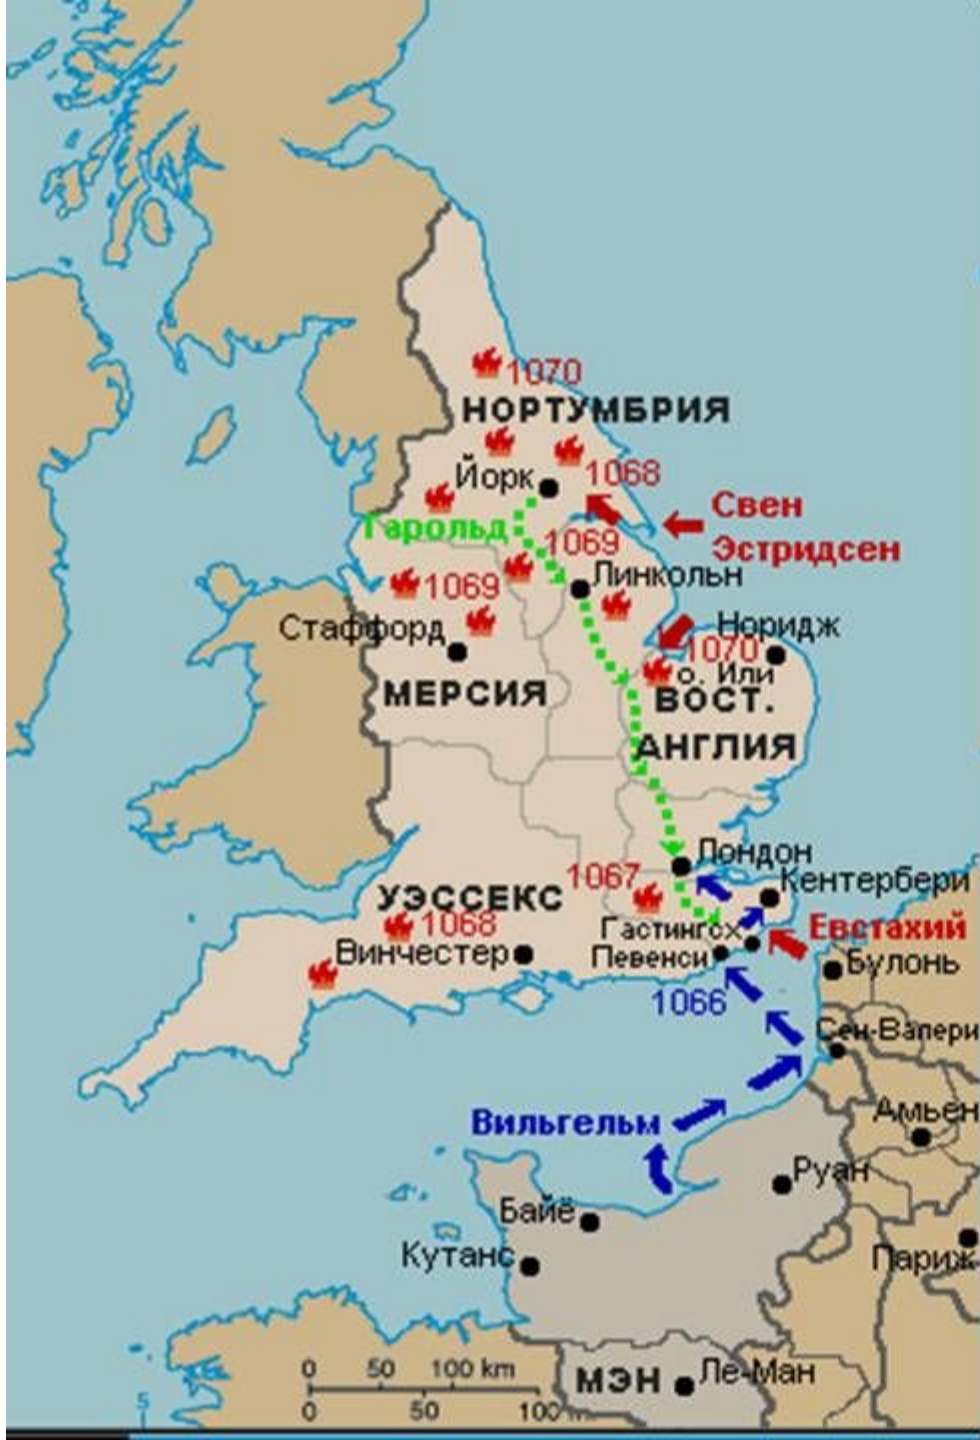 1070
НОРТУМБРИЯ
Йорк
1068
Свен
Эстридсен
Гарольд
1069
1069
Линкольн
Стаффорд
Норидж
1070
о. Или
МЕРСИЯ
ВОСТ.
АНГЛИЯ
Лондон
1067
Кентербери
УЭССЕКС
1068
Гастингс
Евстахий
Винчестер
Певенси
Булонь
1066
Сен-Валери
Вильгельм
Амьен
Руан
Байё
Кутанс
Париж
0 50 100 km
МЭН
Ле-Ман
0 50 100
5